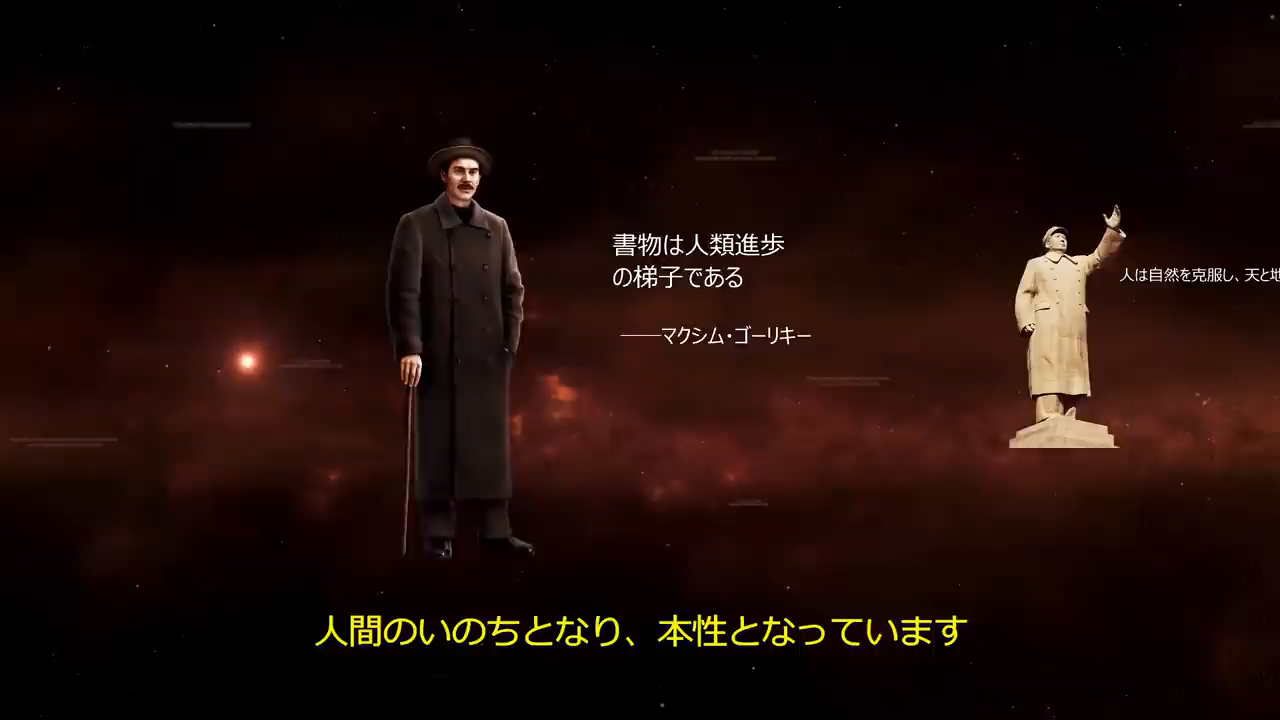 書物は人類進歩
の梯子である
──マクシム・ゴーリキー
人は自然を克服し、天と地
人間のいのちとなり、本性となっています